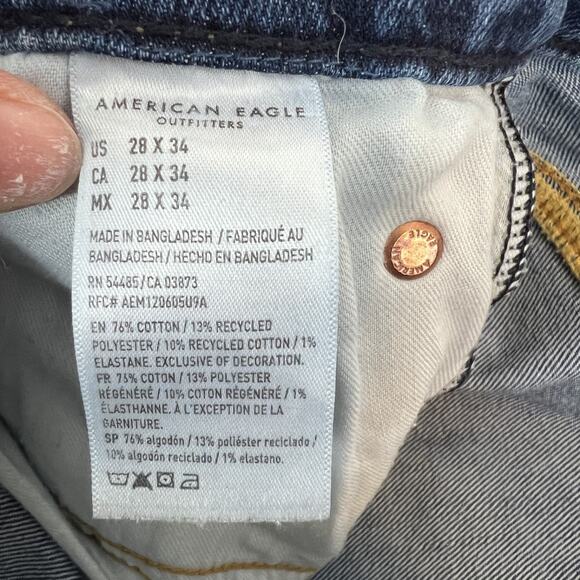 AMERICAN EAGLE
OUTFITTERS
US 28 X 34
CA 28 X 34
MX 28 X 34
MADE IN BANGLADESH / FABRIQUÉ AU
BANGLADESH / HECHO EN BANGLADESH
RN 54485 / CA 03873
RFC# AEM120605U9A
EN 76% COTTON / 13% RECYCLED
POLYESTER / 10% RECYCLED COTTON / 1%
ELASTANE. EXCLUSIVE OF DECORATION.
FR 76% COTON / 13% POLYESTER
RÉGÉNÉRÉ / 10% COTON RÉGÉNÉRÉ / 1%
ÉLASTHANNE. À L'EXCEPTION DE LA
GARNITURE.
SP 76% algodón / 13% poliéster reciclado /
10% algodón reciclado / 1% elastano.
AMERICAN
EAGLE